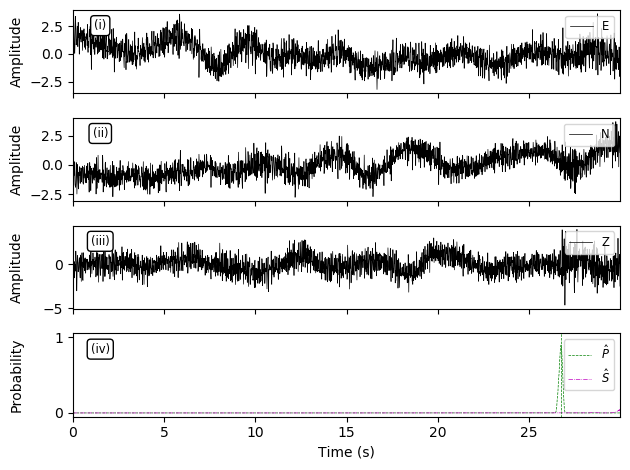 (i)
E
2.5
0.0
−2.5
Amplitude
(ii)
N
2.5
0.0
−2.5
Amplitude
(iii)
Z
0
−5
Amplitude
(iv)
P̂
Ŝ
1
0
Probability
0 5 10 15 20 25
Time (s)